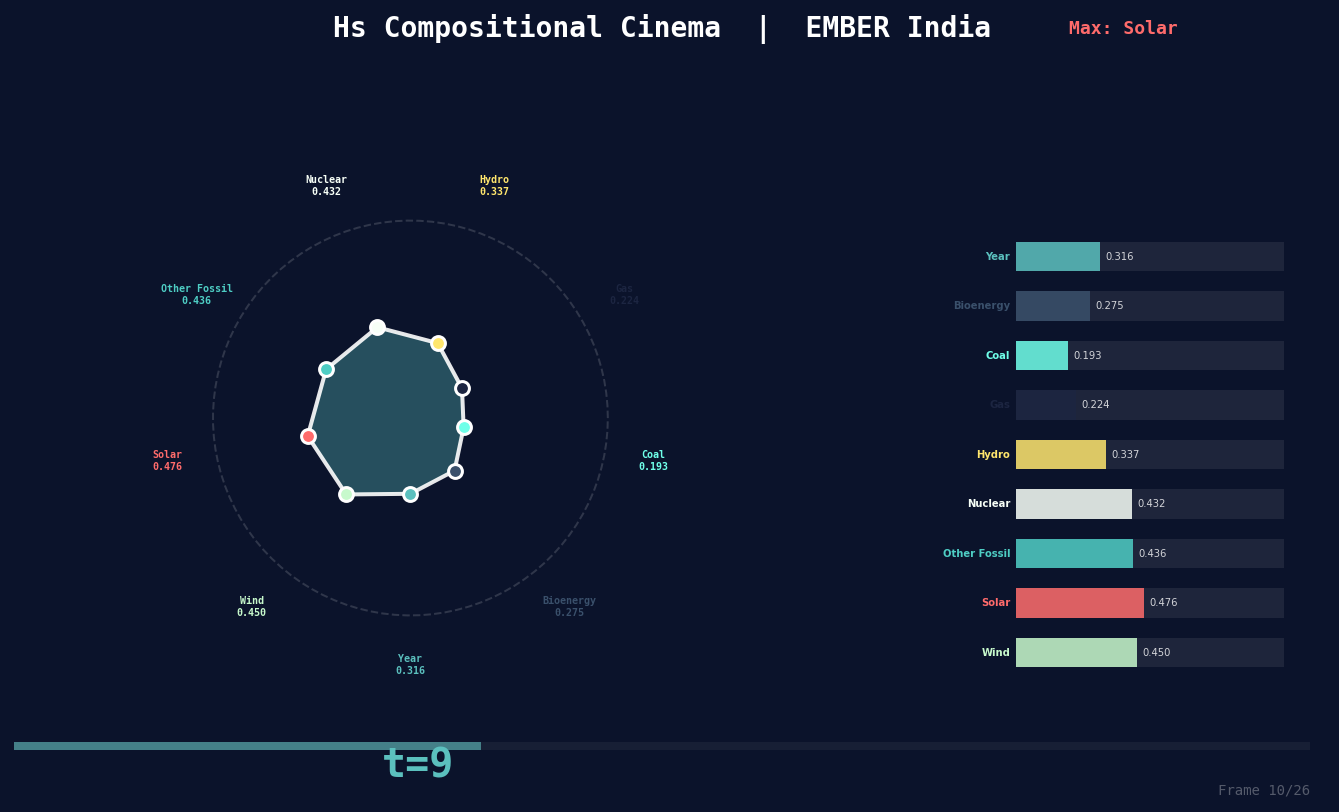 Hs Compositional Cinema | EMBER India
Max: Solar
Nuclear
0.432
Hydro
0.337
Other Fossil
0.436
Gas
0.224
Solar
0.476
Coal
0.193
Wind
0.450
Bioenergy
0.275
Year
0.316
Year
0.316
Bioenergy
0.275
Coal
0.193
Gas
0.224
Hydro
0.337
Nuclear
0.432
Other Fossil
0.436
Solar
0.476
Wind
0.450
t=9
Frame 10/26